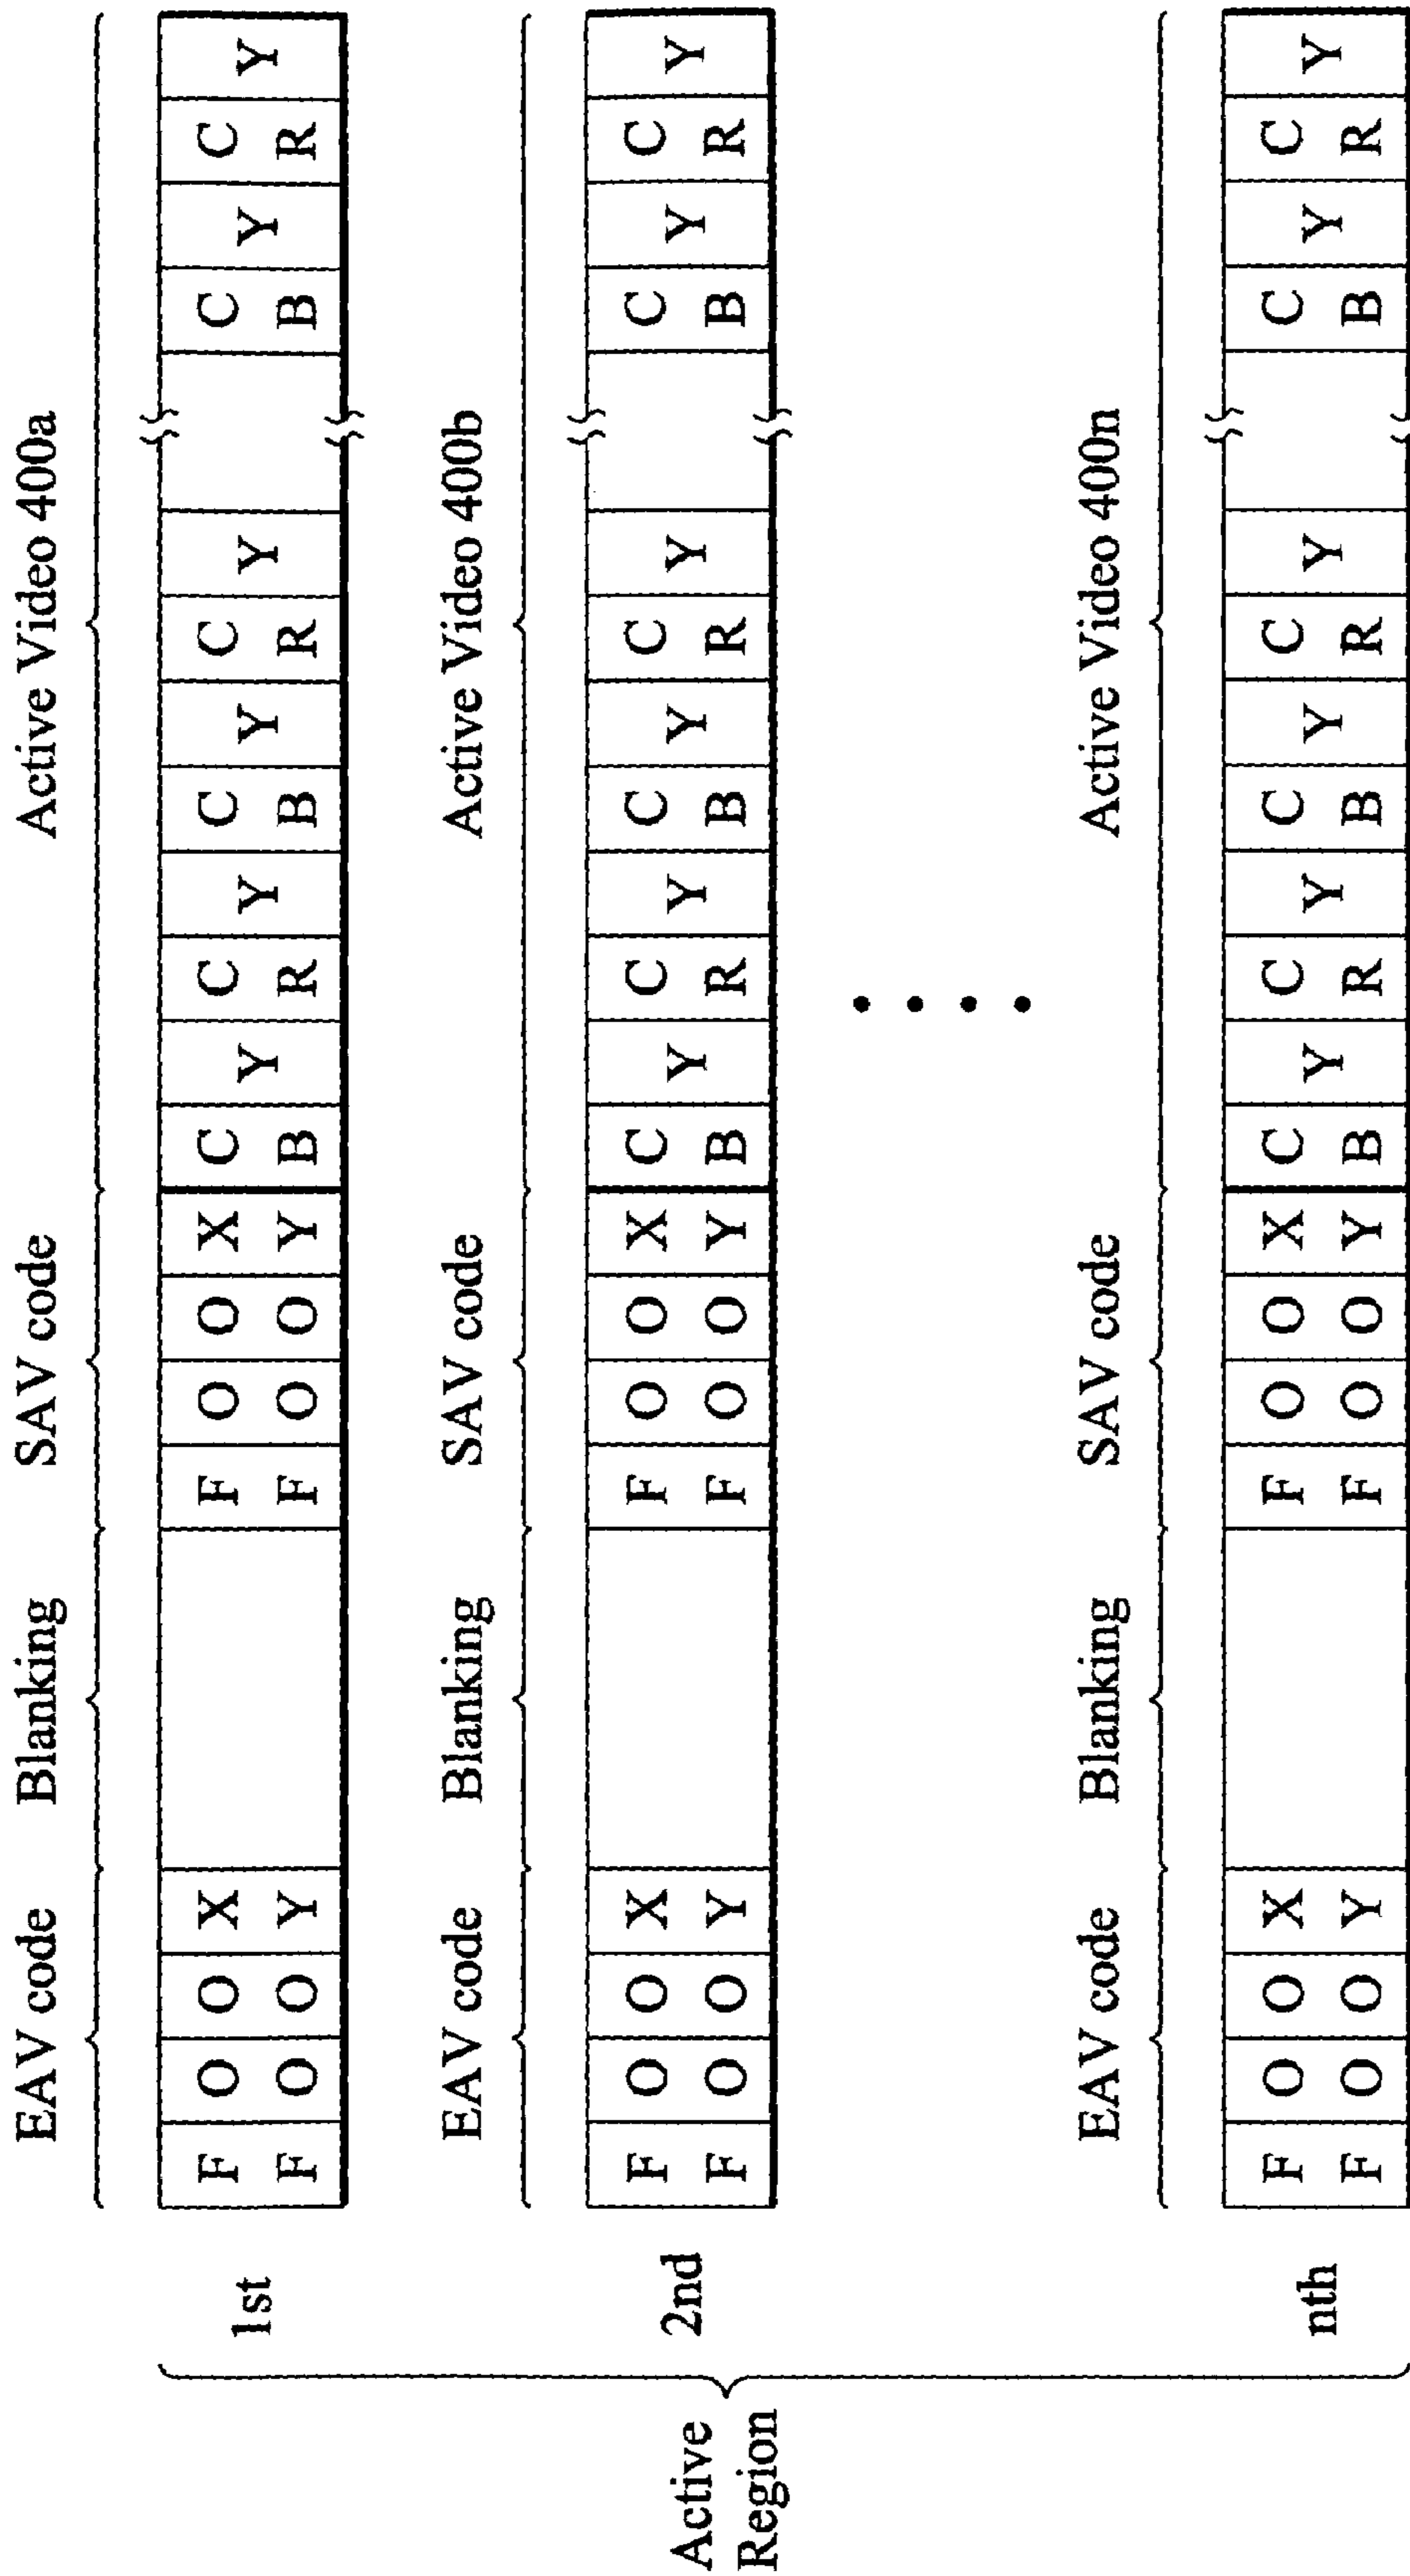 EAV code Blanking SAV code Active Video 400a
1st
F O O X F O O X C Y C Y C Y C Y C Y C Y
F O O Y F O O Y B R B R B R
EAV code Blanking SAV code Active Video 400b
Active
Region
2nd
F O O X F O O X C Y C Y C Y C Y C Y C Y
F O O Y F O O Y B R B R B R
EAV code Blanking SAV code Active Video 400n
nth
F O O X F O O X C Y C Y C Y C Y C Y C Y
F O O Y F O O Y B R B R B R